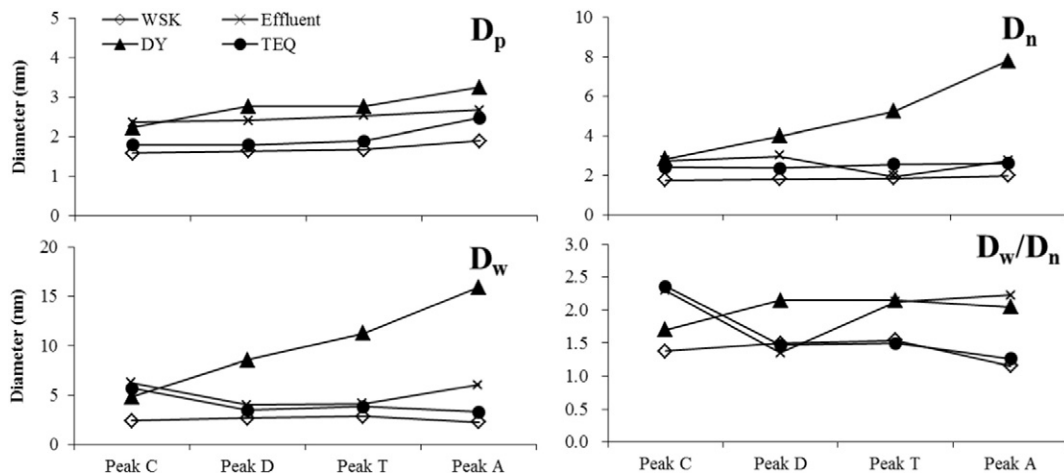 WSK Effluent
DY TEQ
Dp
Diameter (nm)
5
4
3
2
1
0
Dn
10
8
6
4
2
0
Dw
Diameter (nm)
20
15
10
5
0
Peak C Peak D Peak T Peak A
Dw/Dn
3.0
2.5
2.0
1.5
1.0
0.5
0.0
Peak C Peak D Peak T Peak A